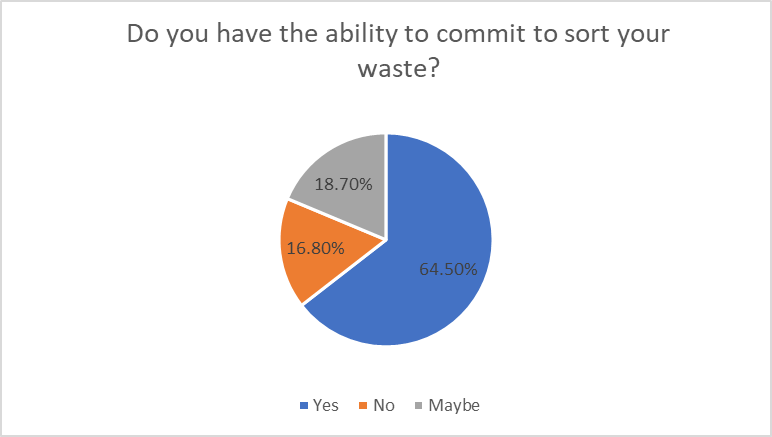 Do you have the ability to commit to sort your
waste?
18.70%
16.80%
64.50%
Yes No Maybe